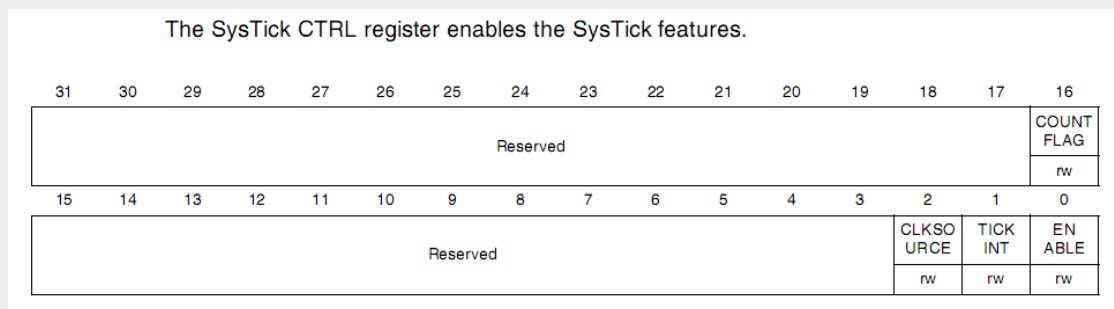 The SysTick CTRL register enables the SysTick features.
31 30 29 28 27 26 25 24 23 22 21 20 19 18 17 16
Reserved
COUNT
FLAG
rw
15 14 13 12 11 10 9 8 7 6 5 4 3 2 1 0
Reserved
CLKSO
URCE
TICK
INT
EN
ABLE
rw rw rw